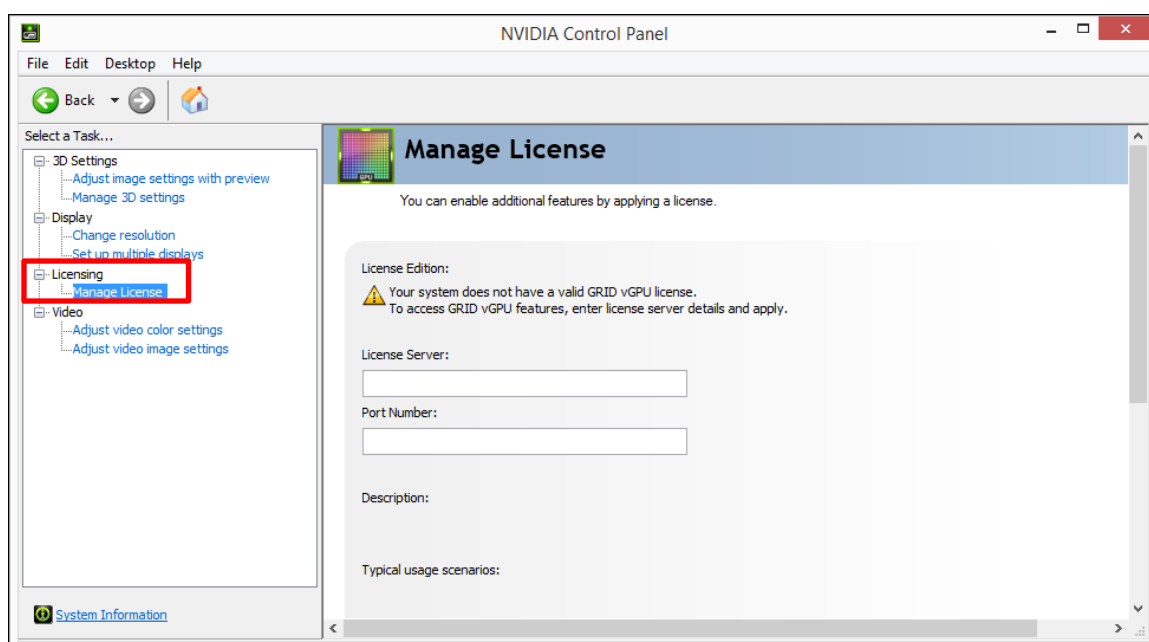 NVIDIA Control Panel
File Edit Desktop Help
Back
Select a Task...
3D Settings
Adjust image settings with preview
Manage 3D settings
Display
Change resolution
Set up multiple displays
Licensing
Manage License
Video
Adjust video color settings
Adjust video image settings
System Information
GPU
Manage License
You can enable additional features by applying a license.
License Edition:
Your system does not have a valid GRID vGPU license.
To access GRID vGPU features, enter license server details and apply.
License Server:
Port Number:
Description:
Typical usage scenarios: